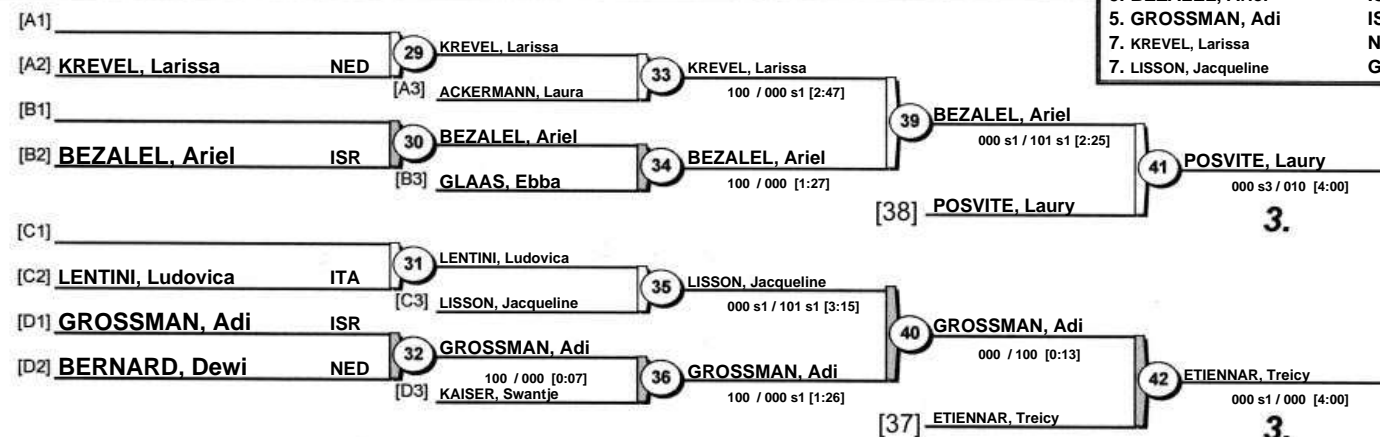 5. GROSSMAN, Adi IS
7. KREVEL, Larissa N
7. LISSON, Jacqueline G
[A1]
[A2] KREVEL, Larissa NED 29 KREVEL, Larissa
[A3] ACKERMANN, Laura 33 KREVEL, Larissa
100 / 000 s1 [2:47]
[B1]
[B2] BEZALEL, Ariel ISR 30 BEZALEL, Ariel
[B3] GLAAS, Ebba 34 BEZALEL, Ariel
100 / 000 [1:27]
39 BEZALEL, Ariel
000 s1 / 101 s1 [2:25]
[38] POSVITE, Laury
41 POSVITE, Laury
000 s3 / 010 [4:00]
3.
[C1]
[C2] LENTINI, Ludovica ITA 31 LENTINI, Ludovica
[C3] LISSON, Jacqueline 35 LISSON, Jacqueline
000 s1 / 101 s1 [3:15]
[D1] GROSSMAN, Adi ISR
[D2] BERNARD, Dewi NED 32 GROSSMAN, Adi
100 / 000 [0:07]
[D3] KAISER, Swantje 36 GROSSMAN, Adi
100 / 000 s1 [1:26]
40 GROSSMAN, Adi
000 / 100 [0:13]
[37] ETIENNAR, Treicy
42 ETIENNAR, Treicy
000 s1 / 000 [4:00]
3.